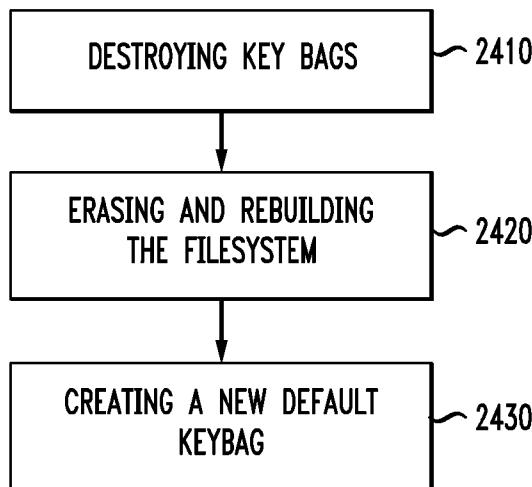 DESTROYING KEY BAGS
2410
ERASING AND REBUILDING
THE FILESYSTEM
2420
CREATING A NEW DEFAULT
KEYBAG
2430